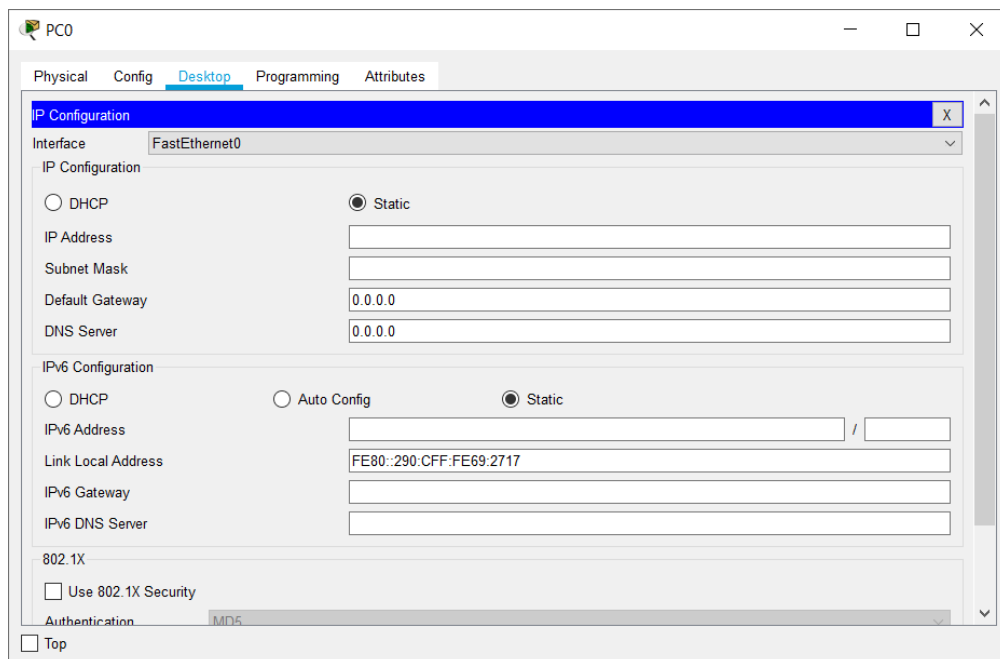 PC0
Physical Config Desktop Programming Attributes
IP Configuration X
Interface FastEthernet0
IP Configuration
DHCP Static
IP Address
Subnet Mask
Default Gateway 0.0.0.0
DNS Server 0.0.0.0
IPv6 Configuration
DHCP Auto Config Static
IPv6 Address /
Link Local Address FE80::290:CFF:FE69:2717
IPv6 Gateway
IPv6 DNS Server
802.1X
Use 802.1X Security
Authentication MD5
Top